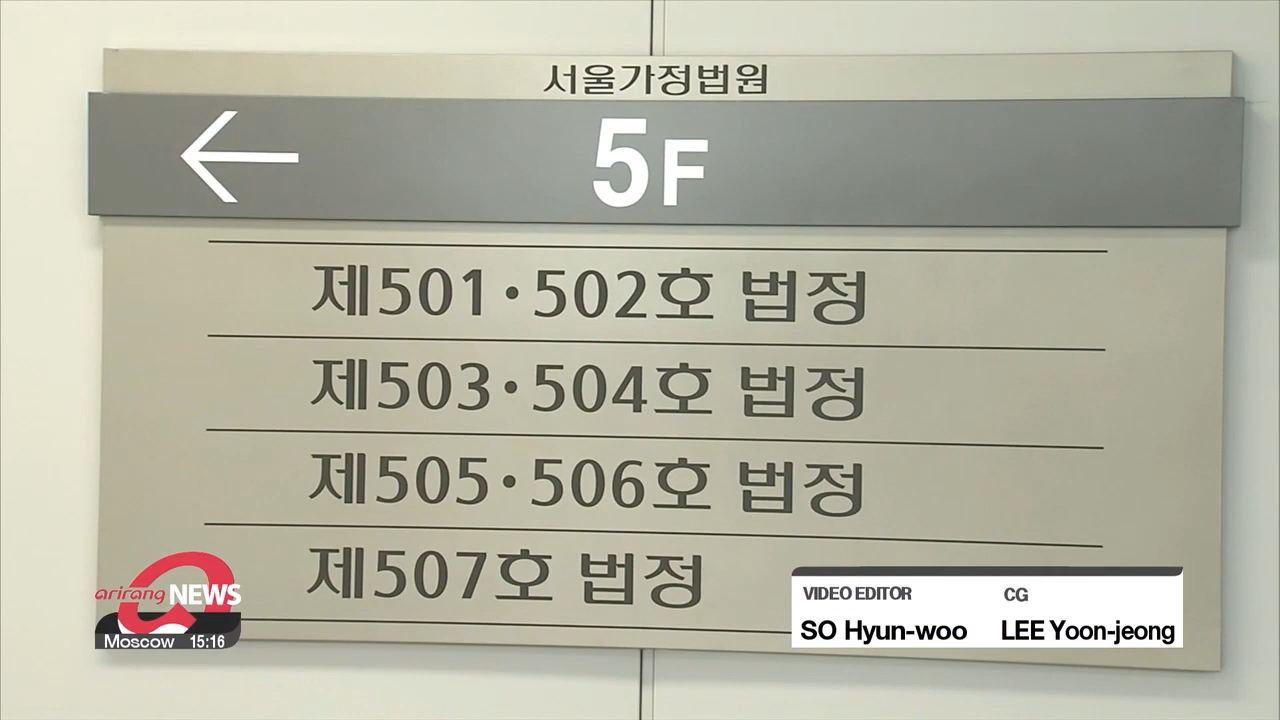 서울가정법원
← 5F
제501·502호 법정
제503·504호 법정
제505·506호 법정
제507호 법정
arirang NEWS
Moscow 15:16
VIDEO EDITOR CG
SO Hyun-woo LEE Yoon-jeong